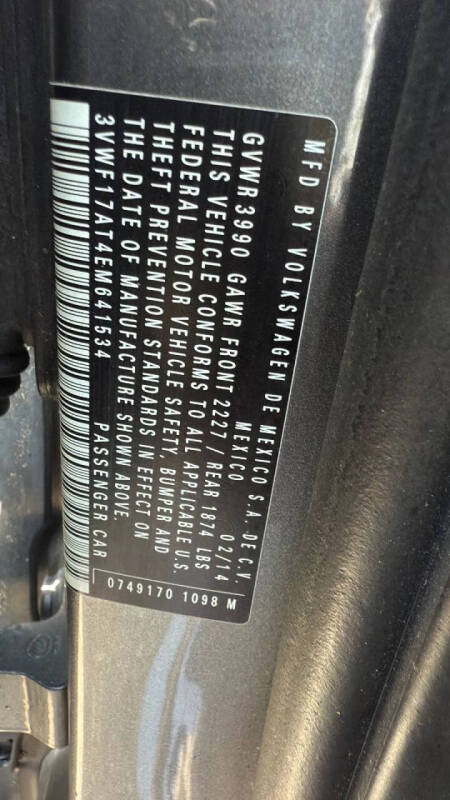 MFD BY VOLKSWAGEN DE MEXICO S.A. DE C.V.
MEXICO 02/14
GVWR 3990 GAWR FRONT 2227 / REAR 1874 LBS
THIS VEHICLE CONFORMS TO ALL APPLICABLE U.S.
FEDERAL MOTOR VEHICLE SAFETY, BUMPER AND
THEFT PREVENTION STANDARDS IN EFFECT ON
THE DATE OF MANUFACTURE SHOWN ABOVE.
3VWF17AT4EM641534 PASSENGER CAR
0749170 1098 M